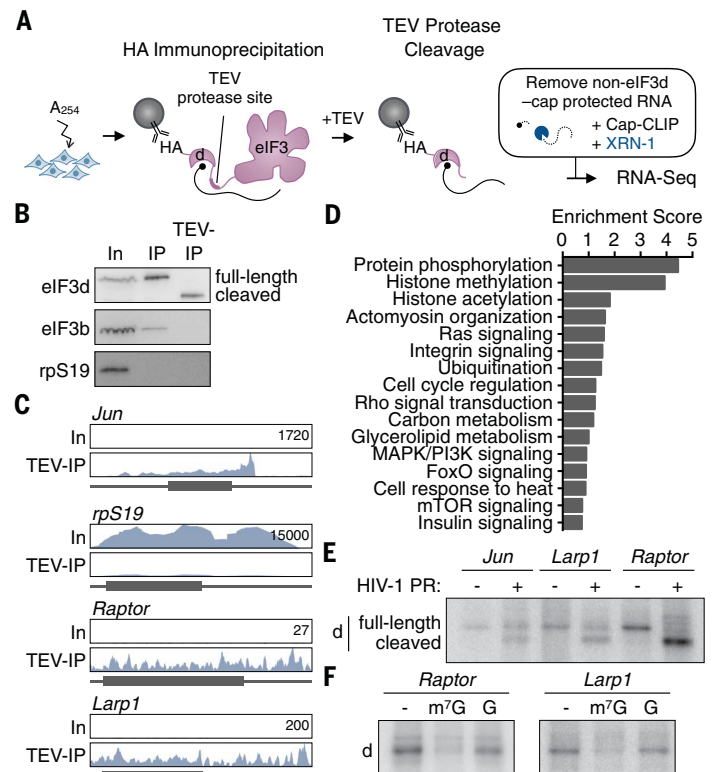 A
HA Immunoprecipitation
TEV Protease
Cleavage
A254
TEV
protease site
HA
d
eIF3
+TEV
HA
d
Remove non-eIF3d
–cap protected RNA
+ Cap-CLIP
+ XRN-1
RNA-Seq
B
In
IP
TEV-
IP
eIF3d
full-length
cleaved
eIF3b
rpS19
C
Jun
In
1720
TEV-IP
rpS19
In
15000
TEV-IP
Raptor
In
27
TEV-IP
Larp1
In
200
TEV-IP
D
Enrichment Score
0 1 2 3 4 5
Protein phosphorylation
Histone methylation
Histone acetylation
Actomyosin organization
Ras signaling
Integrin signaling
Ubiquitination
Cell cycle regulation
Rho signal transduction
Carbon metabolism
Glycerolipid metabolism
MAPK/PI3K signaling
FoxO signaling
Cell response to heat
mTOR signaling
Insulin signaling
E
Jun Larp1 Raptor
HIV-1 PR: - + - + - +
d
full-length
cleaved
F
Raptor
- m⁷G G
d
Larp1
- m⁷G G